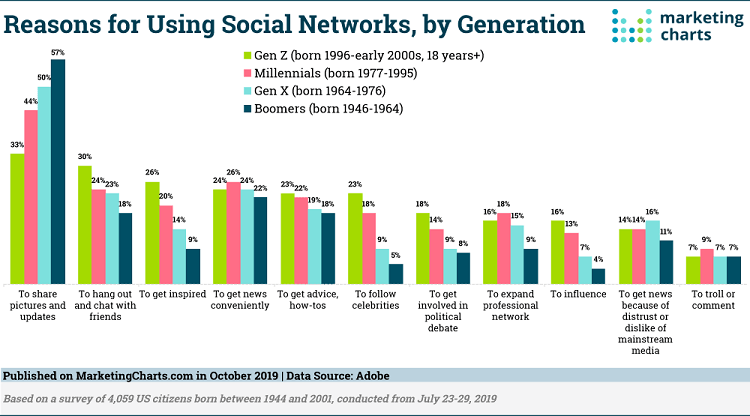 Reasons for Using Social Networks, by Generation
marketing
charts
Gen Z (born 1996-early 2000s, 18 years+)
Millennials (born 1977-1995)
Gen X (born 1964-1976)
Boomers (born 1946-1964)
33% 44% 50% 57%
30% 24% 23% 18%
26% 20% 14% 9%
24% 26% 24% 22%
23% 22% 19% 18%
23% 18% 9% 5%
18% 14% 9% 8%
16% 18% 15% 9%
16% 13% 7% 4%
14% 14% 16% 11%
7% 9% 7% 7%
To share
pictures and
updates
To hang out
and chat with
friends
To get inspired
To get news
conveniently
To get advice,
how-tos
To follow
celebrities
To get
involved in
political
debate
To expand
professional
network
To influence
To get news
because of
distrust or
dislike of
mainstream
media
To troll or
comment
Published on MarketingCharts.com in October 2019 | Data Source: Adobe
Based on a survey of 4,059 US citizens born between 1944 and 2001, conducted from July 23-29, 2019